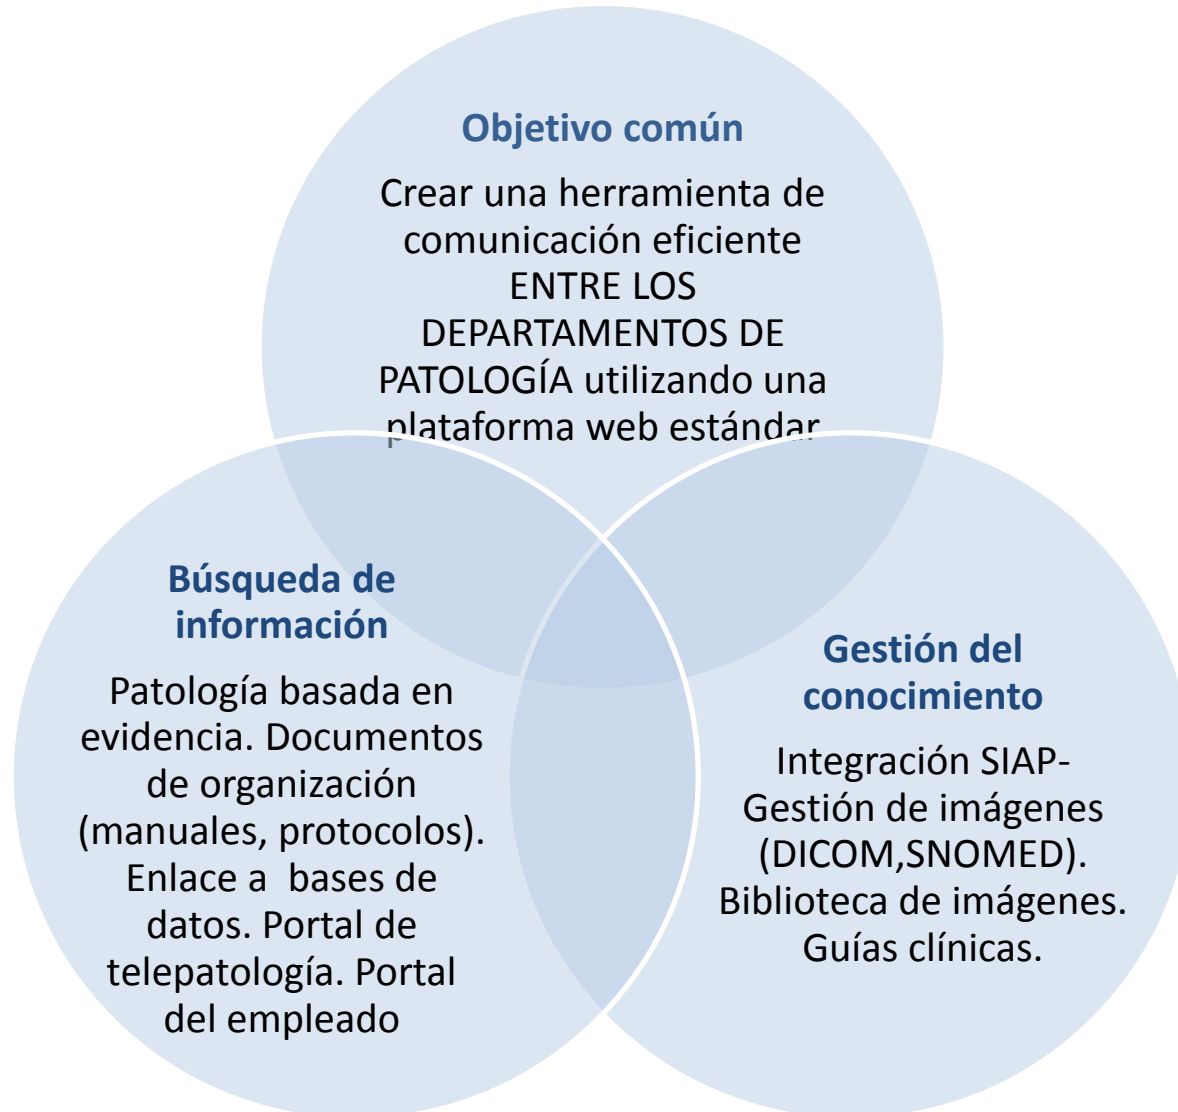 Objetivo común
Crear una herramienta de
comunicación eficiente
ENTRE LOS
DEPARTAMENTOS DE
PATOLOGÍA utilizando una
plataforma web estándar
Búsqueda de
información
Patología basada en
evidencia. Documentos
de organización
(manuales, protocolos).
Enlace a  bases de
datos. Portal de
telepatología. Portal
del empleado
Gestión del
conocimiento
Integración SIAP-
Gestión de imágenes
(DICOM,SNOMED).
Biblioteca de imágenes.
Guías clínicas.